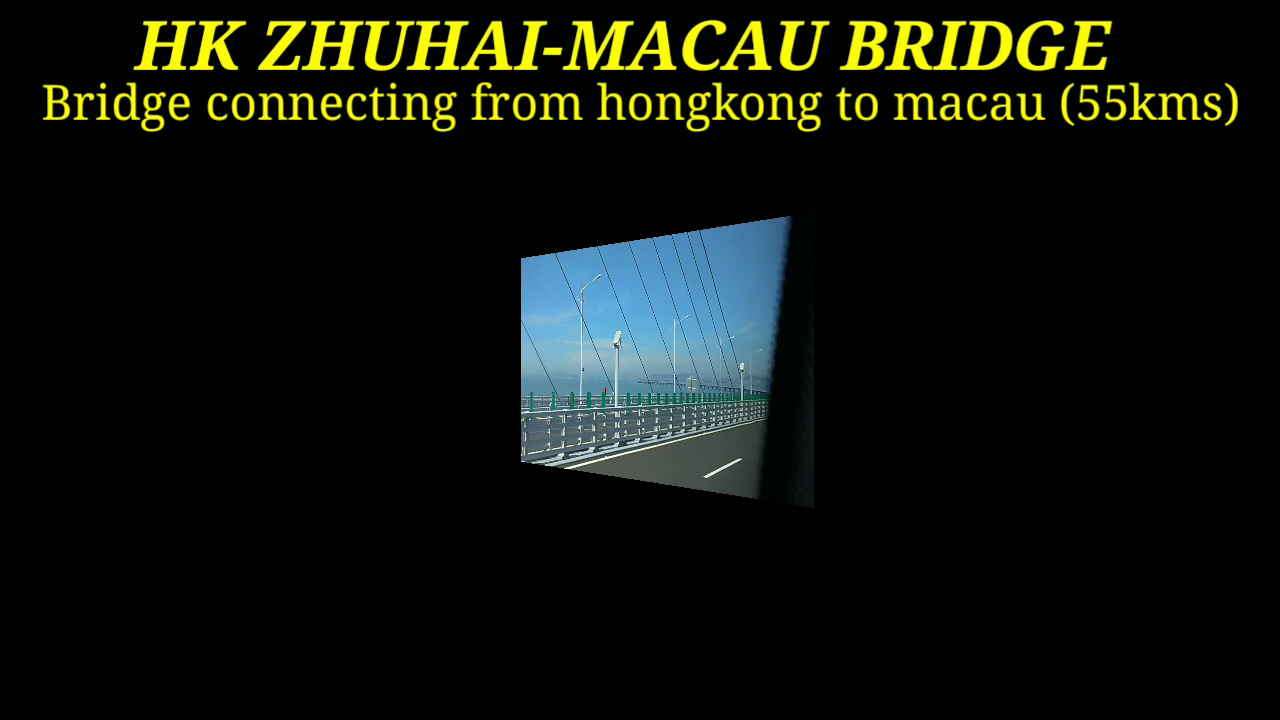 HK ZHUHAI-MACAU BRIDGE
Bridge connecting from hongkong to macau (55kms)